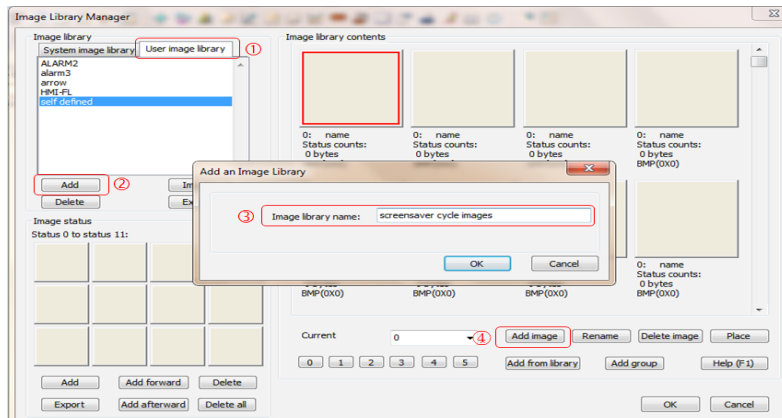 Image Library Manager
Image library
System image library
User image library
①
ALARM2
alarm3
arrow
HMI-FL
self defined
Add
②
Delete
Image status
Status 0 to status 11:
Add
Add forward
Delete
Export
Add afterward
Delete all
Image library contents
0: name
Status counts:
0 bytes
0: name
Status counts:
0 bytes
BMP(0X0)
0: name
Status counts:
0 bytes
BMP(0X0)
0: name
Status counts:
0 bytes
BMP(0X0)
Add an Image Library
③
Image library name:
screensaver cycle images
OK
Cancel
BMP(0X0)
BMP(0X0)
BMP(0X0)
0: name
Status counts:
0 bytes
BMP(0X0)
Current
0
④
Add image
Rename
Delete image
Place
0
1
2
3
4
5
Add from library
Add group
Help (F1)
OK
Cancel